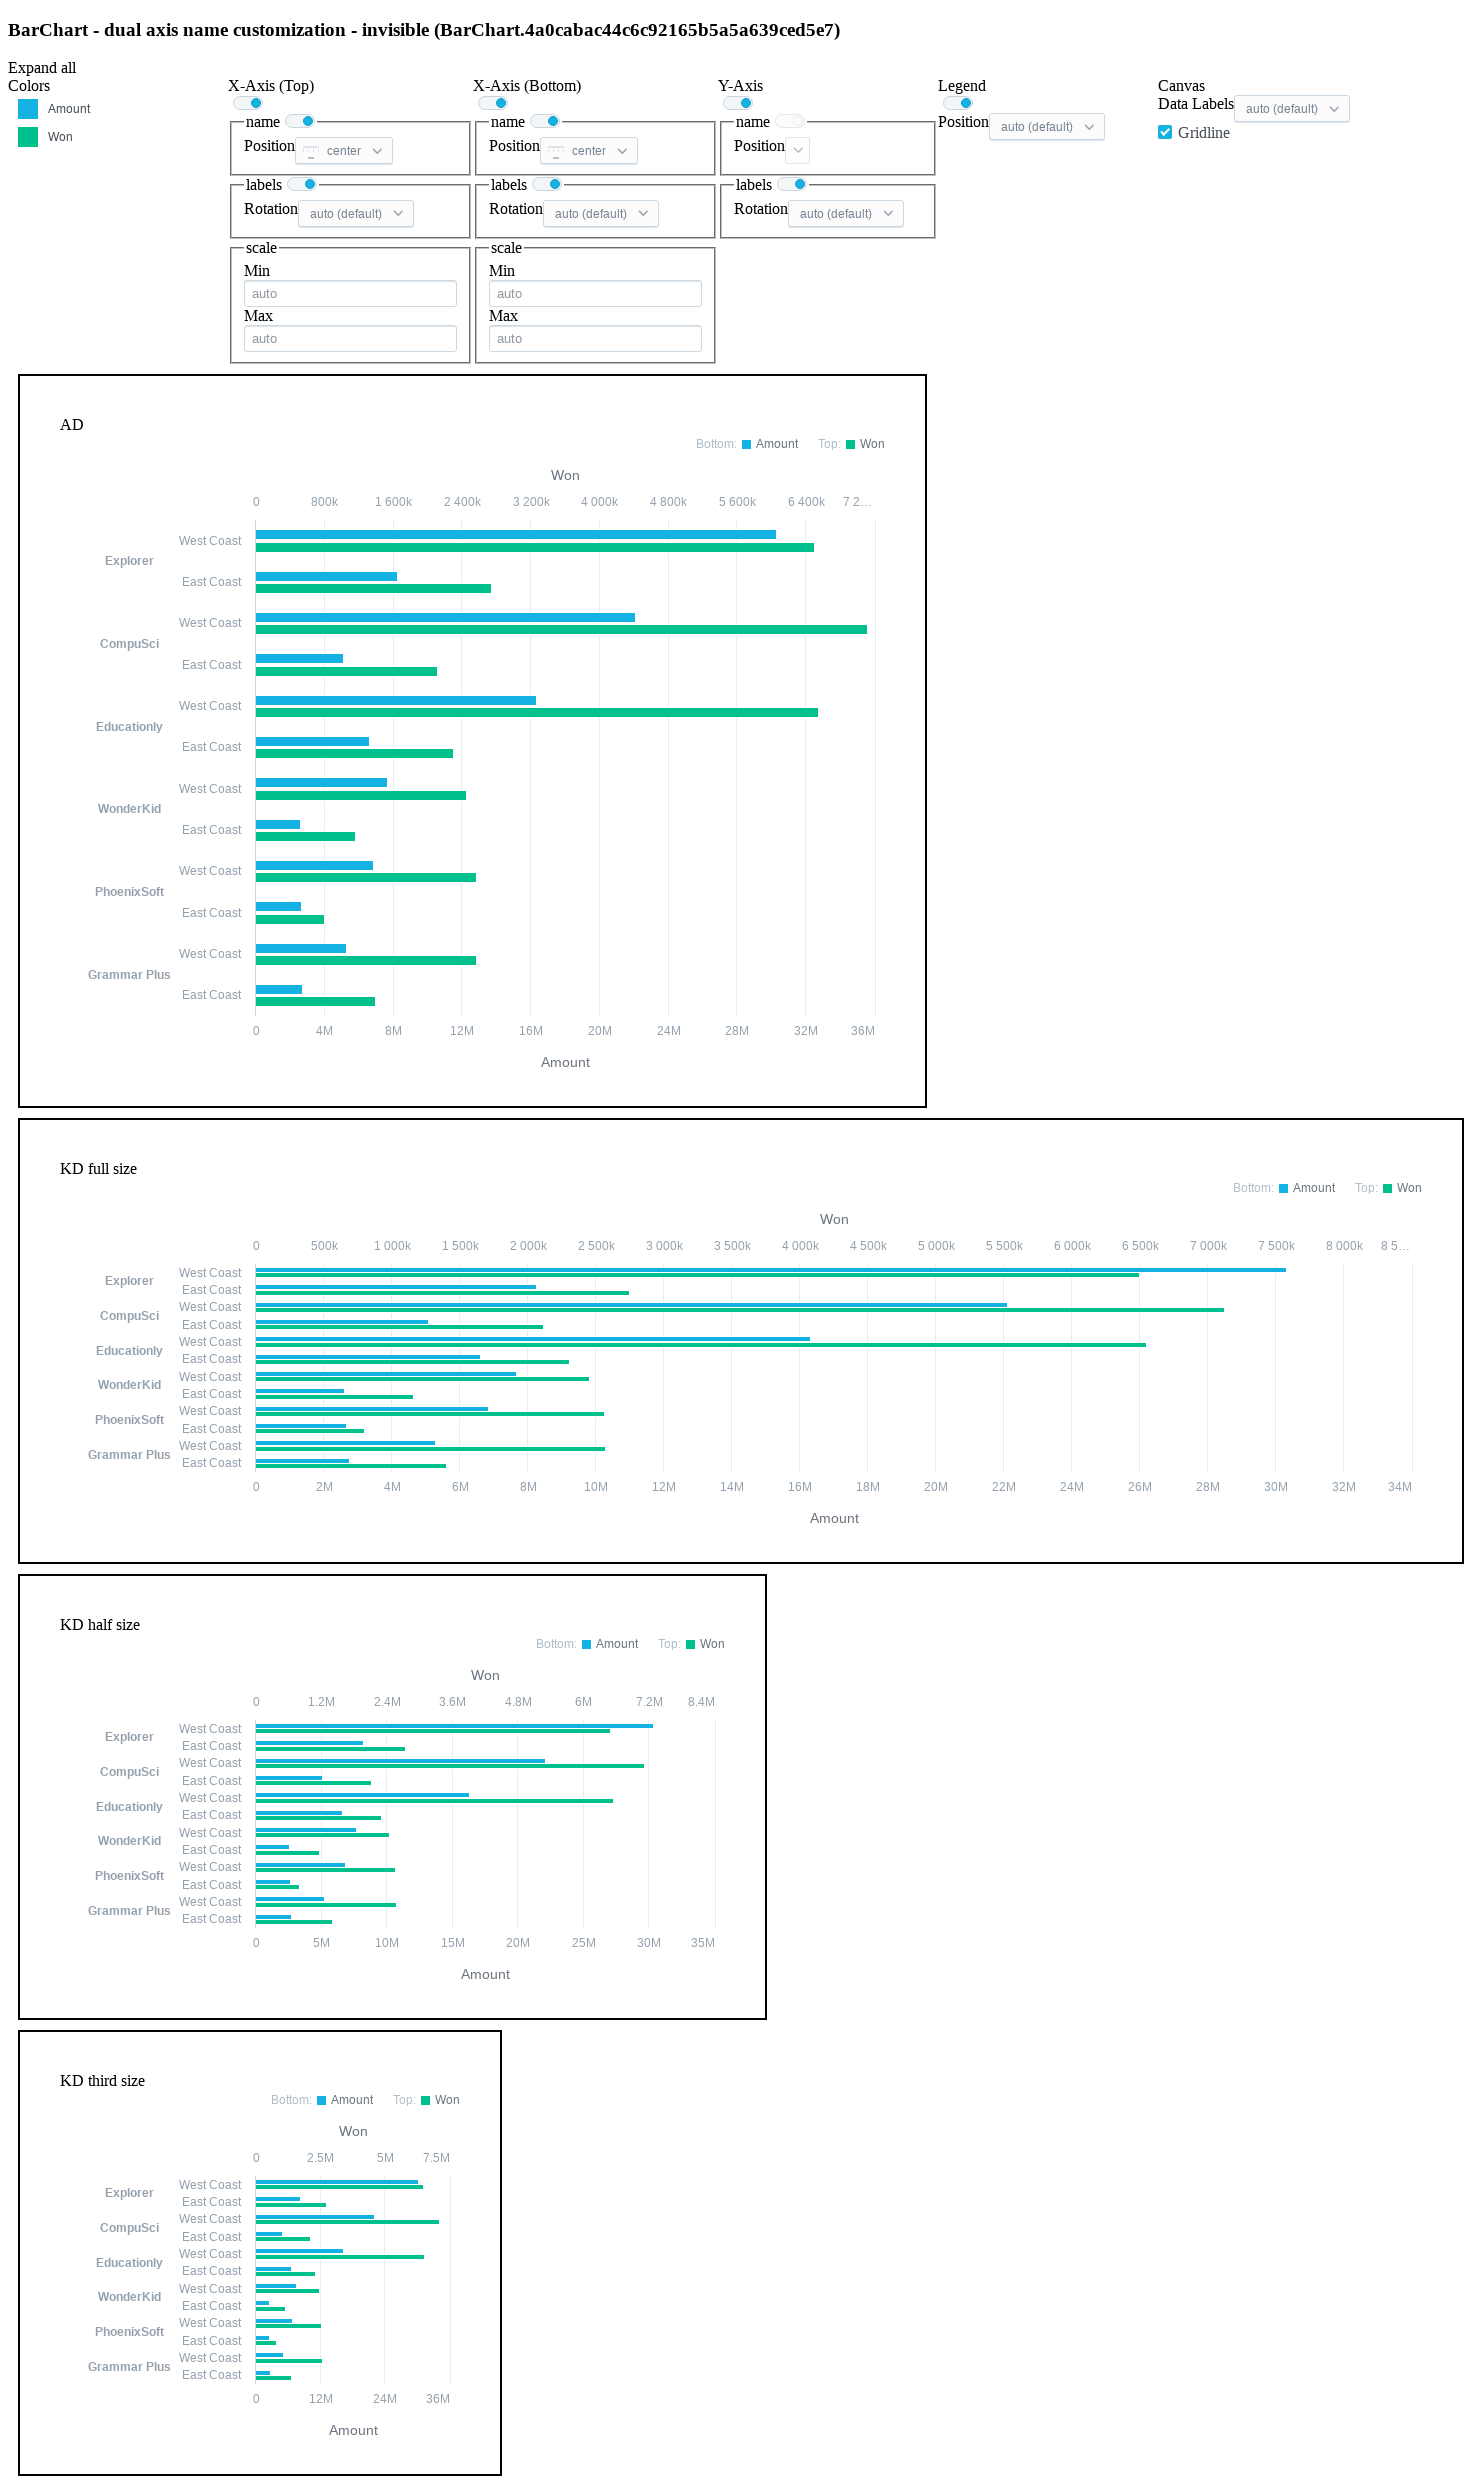 BarChart - dual axis name customization - invisible (BarChart.4a0cabac44c6c92165b5a5a639ced5e7)
Expand all
Colors
Amount
Won
X-Axis (Top)
name
Position center
labels
Rotation auto (default)
scale
Min
auto
Max
auto
X-Axis (Bottom)
name
Position center
labels
Rotation auto (default)
scale
Min
auto
Max
auto
Y-Axis
name
Position
labels
Rotation auto (default)
Legend
Position auto (default)
Canvas
Data Labels auto (default)
Gridline
AD
Bottom: Amount Top: Won
Won
0 800k 1 600k 2 400k 3 200k 4 000k 4 800k 5 600k 6 400k 7 2…
West Coast
Explorer
East Coast
West Coast
CompuSci
East Coast
West Coast
Educationly
East Coast
West Coast
WonderKid
East Coast
West Coast
PhoenixSoft
East Coast
West Coast
Grammar Plus
East Coast
0 4M 8M 12M 16M 20M 24M 28M 32M 36M
Amount
KD full size
Bottom: Amount Top: Won
Won
0 500k 1 000k 1 500k 2 000k 2 500k 3 000k 3 500k 4 000k 4 500k 5 000k 5 500k 6 000k 6 500k 7 000k 7 500k 8 000k 8 5…
West Coast
Explorer
East Coast
West Coast
CompuSci
East Coast
West Coast
Educationly
East Coast
West Coast
WonderKid
East Coast
West Coast
PhoenixSoft
East Coast
West Coast
Grammar Plus
East Coast
0 2M 4M 6M 8M 10M 12M 14M 16M 18M 20M 22M 24M 26M 28M 30M 32M 34M
Amount
KD half size
Bottom: Amount Top: Won
Won
0 1.2M 2.4M 3.6M 4.8M 6M 7.2M 8.4M
West Coast
Explorer
East Coast
West Coast
CompuSci
East Coast
West Coast
Educationly
East Coast
West Coast
WonderKid
East Coast
West Coast
PhoenixSoft
East Coast
West Coast
Grammar Plus
East Coast
0 5M 10M 15M 20M 25M 30M 35M
Amount
KD third size
Bottom: Amount Top: Won
Won
0 2.5M 5M 7.5M
West Coast
Explorer
East Coast
West Coast
CompuSci
East Coast
West Coast
Educationly
East Coast
West Coast
WonderKid
East Coast
West Coast
PhoenixSoft
East Coast
West Coast
Grammar Plus
East Coast
0 12M 24M 36M
Amount